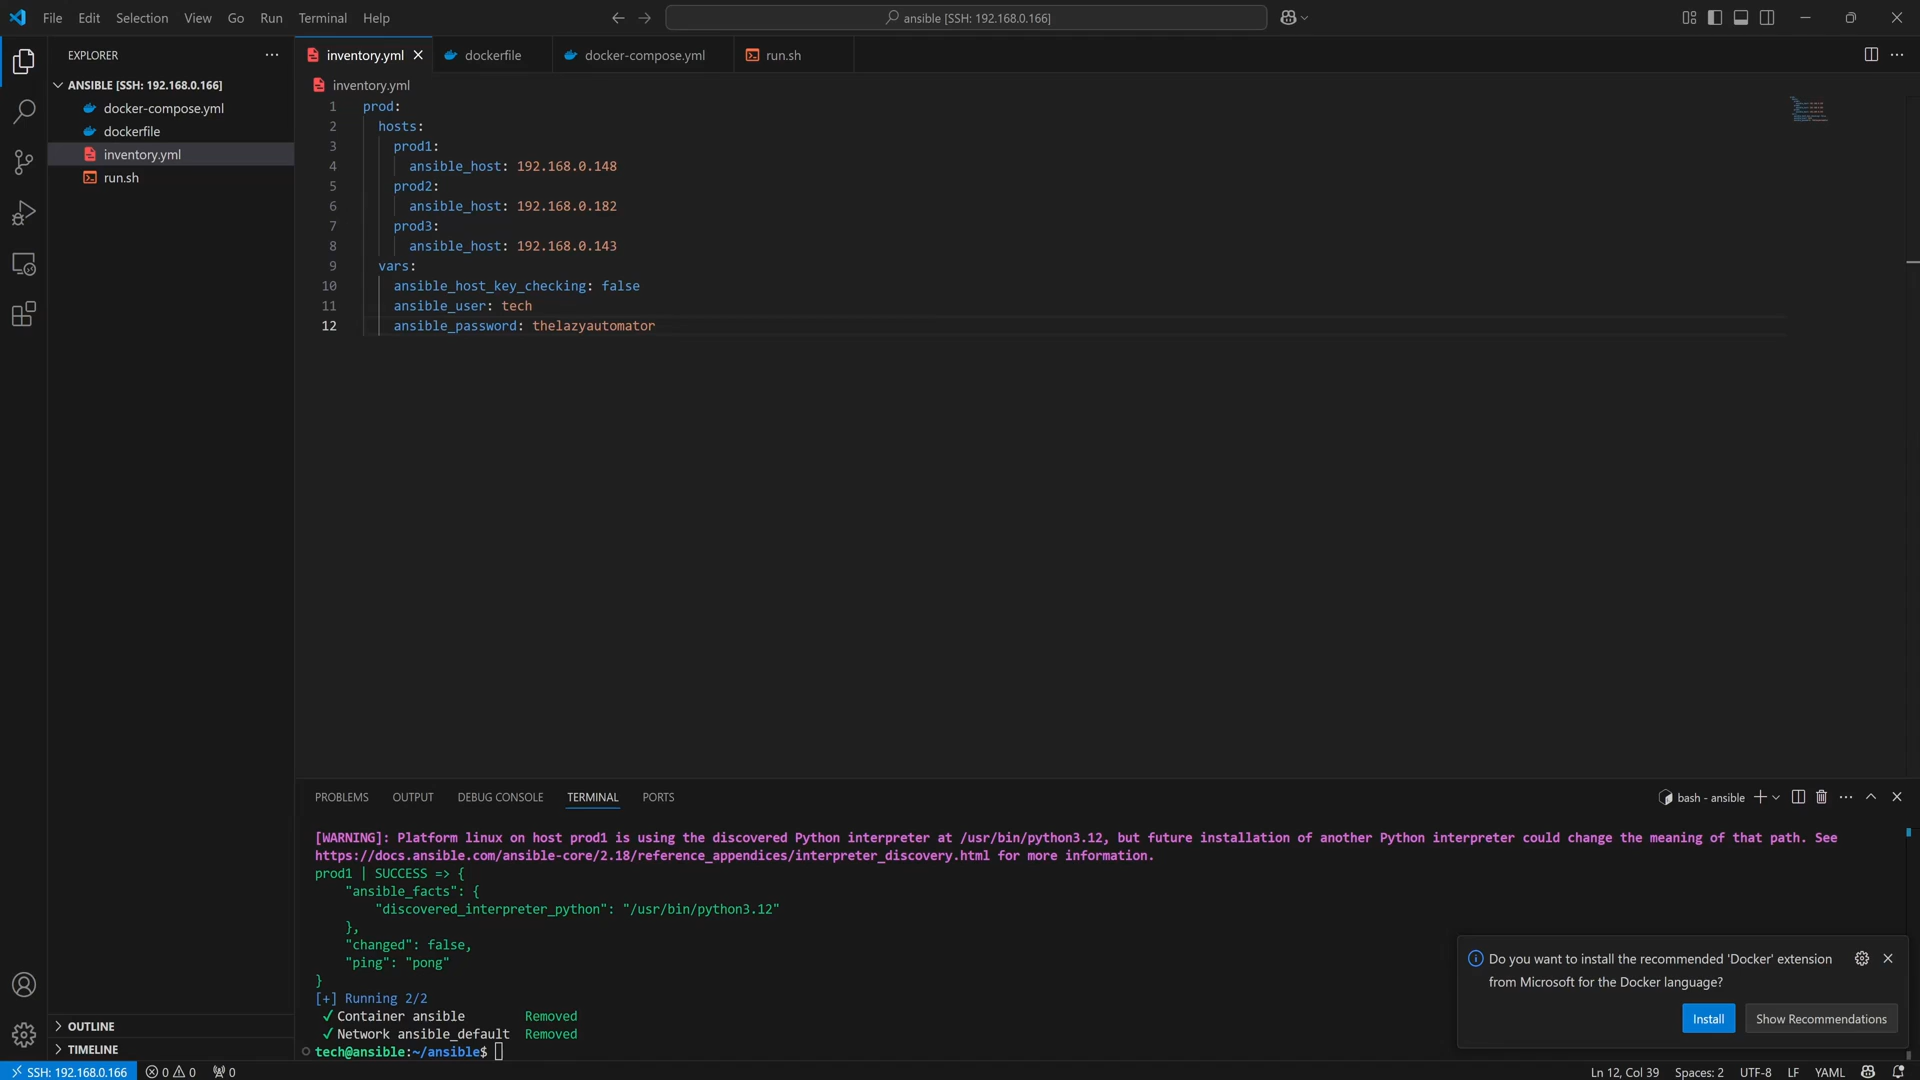 File Edit Selection View Go Run Terminal Help
ansible [SSH: 192.168.0.166]
EXPLORER
ANSIBLE [SSH: 192.168.0.166]
docker-compose.yml
dockerfile
inventory.yml
run.sh
OUTLINE
TIMELINE
inventory.yml dockerfile docker-compose.yml run.sh
inventory.yml
1 prod:
2 hosts:
3 prod1:
4 ansible_host: 192.168.0.148
5 prod2:
6 ansible_host: 192.168.0.182
7 prod3:
8 ansible_host: 192.168.0.143
9 vars:
10 ansible_host_key_checking: false
11 ansible_user: tech
12 ansible_password: thelazyautomator
PROBLEMS OUTPUT DEBUG CONSOLE TERMINAL PORTS
bash - ansible
[WARNING]: Platform linux on host prod1 is using the discovered Python interpreter at /usr/bin/python3.12, but future installation of another Python interpreter could change the meaning of that path. See
https://docs.ansible.com/ansible-core/2.18/reference_appendices/interpreter_discovery.html for more information.
prod1 | SUCCESS => {
"ansible_facts": {
"discovered_interpreter_python": "/usr/bin/python3.12"
},
"changed": false,
"ping": "pong"
}
[+] Running 2/2
✓ Container ansible Removed
✓ Network ansible_default Removed
tech@ansible:~/ansible$
Do you want to install the recommended 'Docker' extension
from Microsoft for the Docker language?
Install Show Recommendations
SSH: 192.168.0.166 0 0 0 Ln 12, Col 39 Spaces: 2 UTF-8 LF YAML